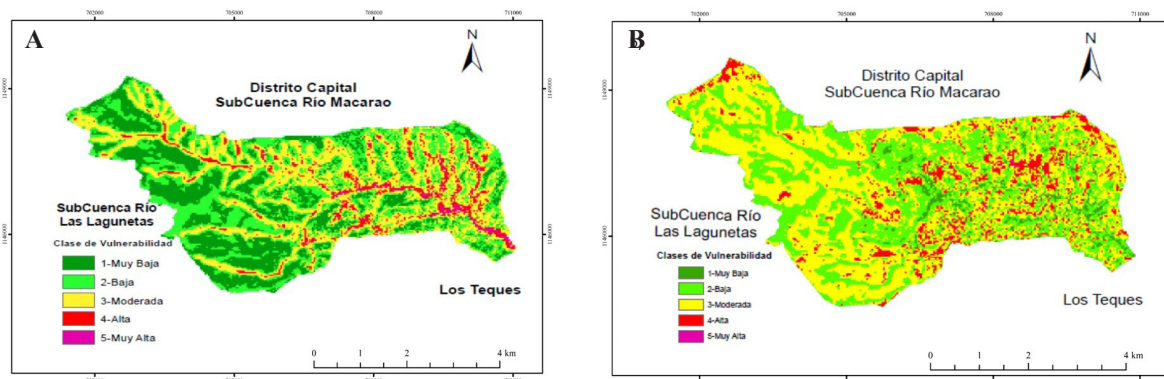 702000 705000 708000 711000
A
N
Distrito Capital
SubCuenca Río Macarao
SubCuenca Río
Las Lagunetas
Clase de Vulnerabilidad
1-Muy Baja
2-Baja
3-Moderada
4-Alta
5-Muy Alta
Los Teques
0 1 2 4 km
702000 705000 708000 711000
B
N
Distrito Capital
SubCuenca Río Macarao
SubCuenca Río
Las Lagunetas
Clases de Vulnerabilidad
1-Muy Baja
2-Baja
3-Moderada
4-Alta
5-Muy Alta
Los Teques
0 1 2 4 km